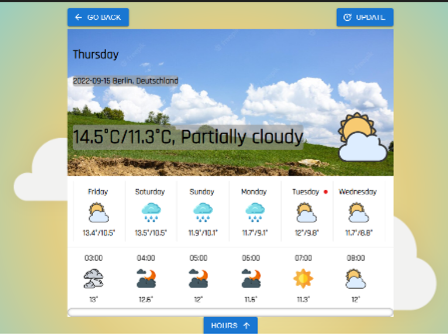 GO BACK
UPDATE
Thursday
2022-09-15 Berlin, Deutschland
14.5°C/11.3°C, Partially cloudy
Friday Saturday Sunday Monday Tuesday Wednesday
13.4°/10.5° 13.5°/10.5° 11.9°/10.1° 11.7°/9.1° 12°/9.8° 11.7°/8.8°
03:00 04:00 05:00 06:00 07:00 08:00
13° 12.6° 12° 11.5° 11.3° 12°
HOURS